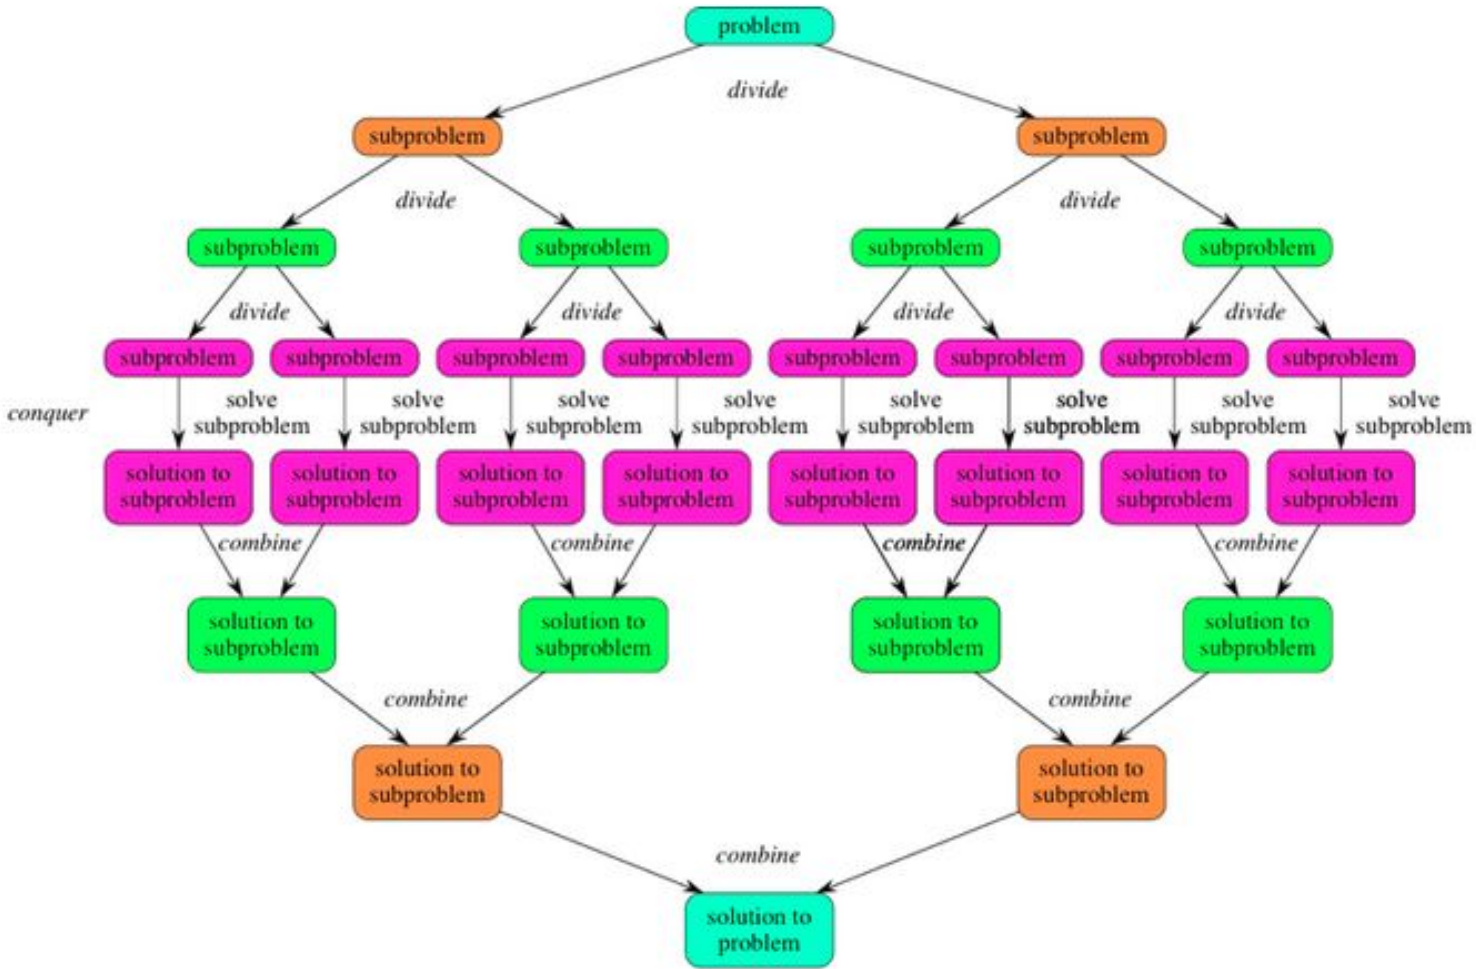 problem
divide
subproblem subproblem
divide divide
subproblem subproblem subproblem subproblem
divide divide divide divide
subproblem subproblem subproblem subproblem subproblem subproblem subproblem subproblem
conquer
solve solve solve solve solve solve solve solve
subproblem subproblem subproblem subproblem subproblem subproblem subproblem subproblem
solution to solution to solution to solution to solution to solution to solution to solution to
subproblem subproblem subproblem subproblem subproblem subproblem subproblem subproblem
combine combine combine combine
solution to solution to solution to solution to
subproblem subproblem subproblem subproblem
combine combine
solution to solution to
subproblem subproblem
combine
solution to
problem